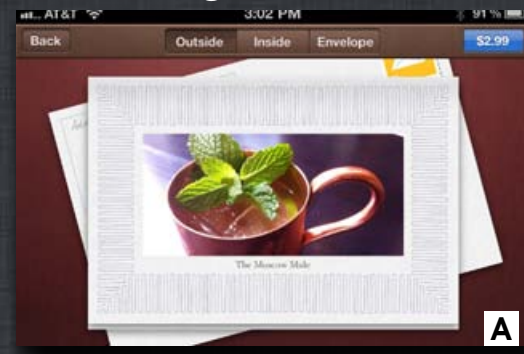 AT&T 3:02 PM 91%
Back Outside Inside Envelope $2.99
The Moscow Mule
A